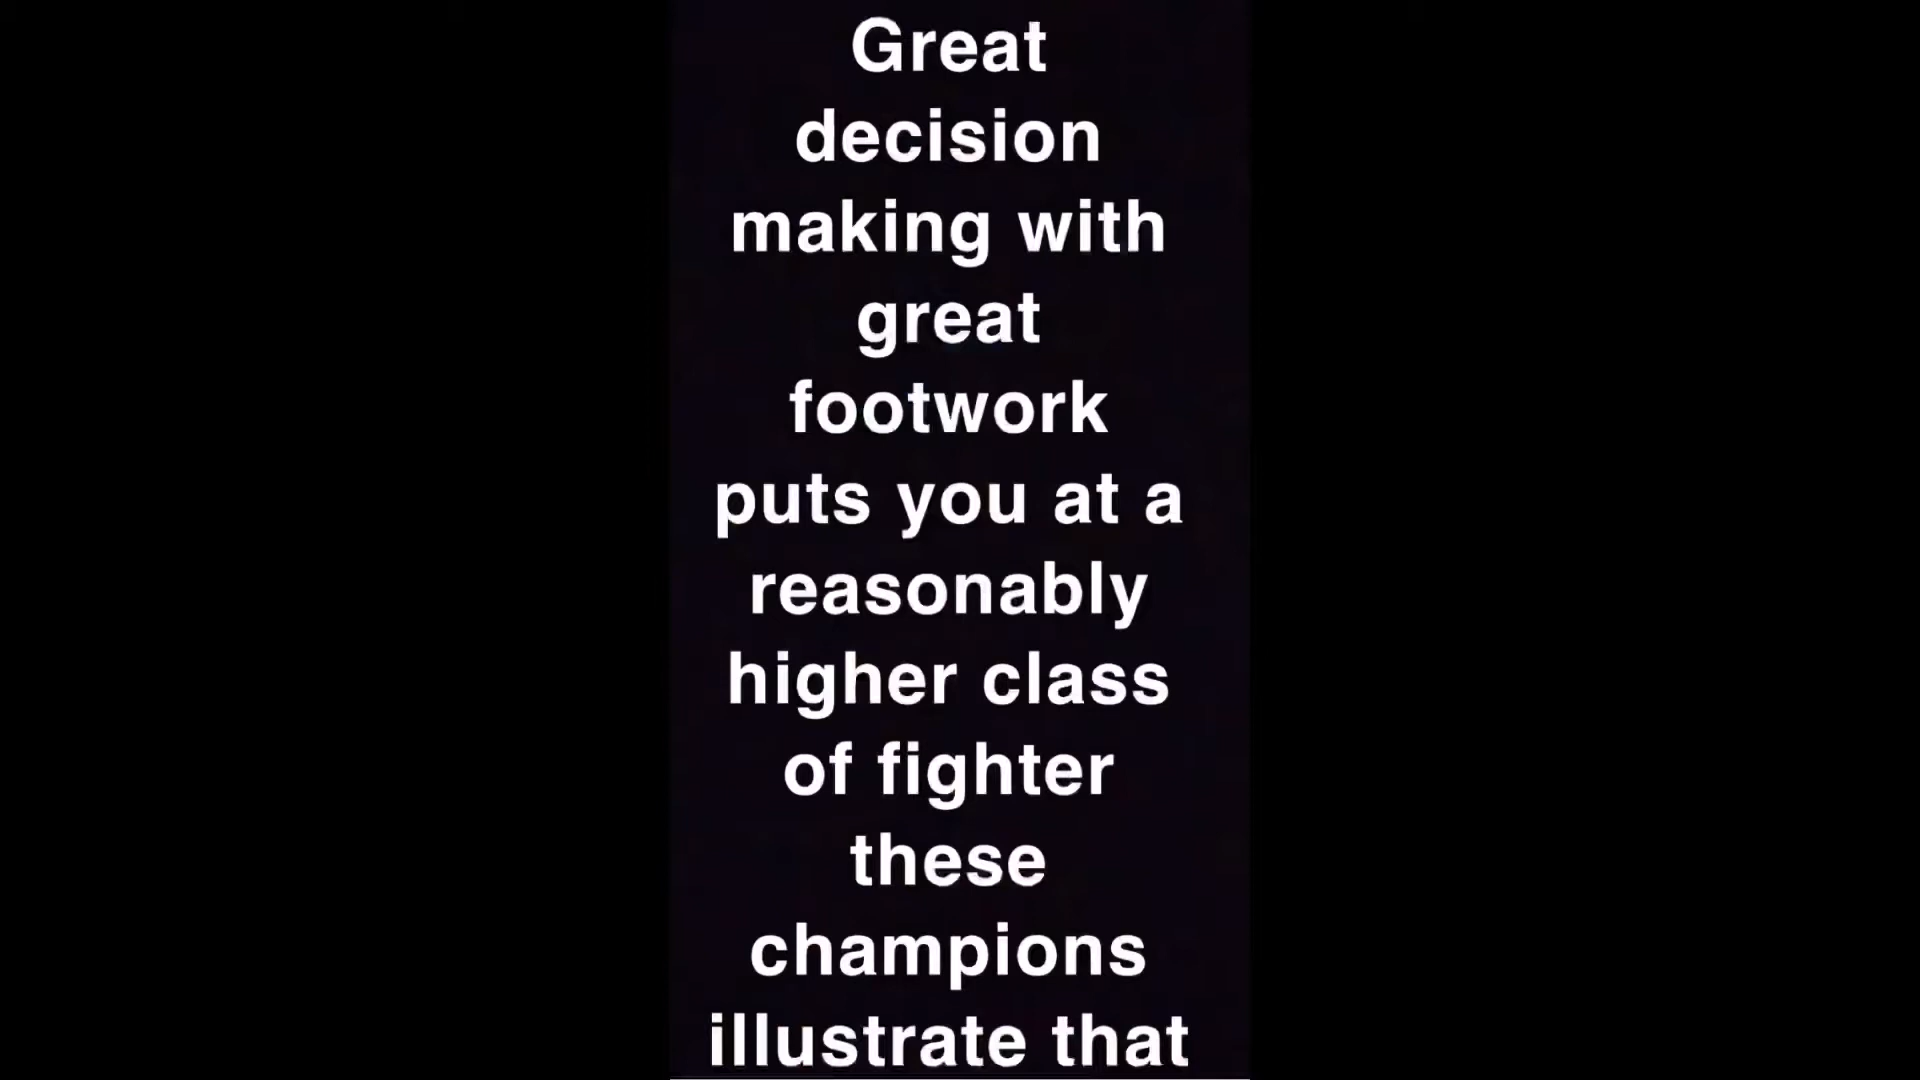 Great
decision
making with
great
footwork
puts you at a
reasonably
higher class
of fighter
these
champions
illustrate that